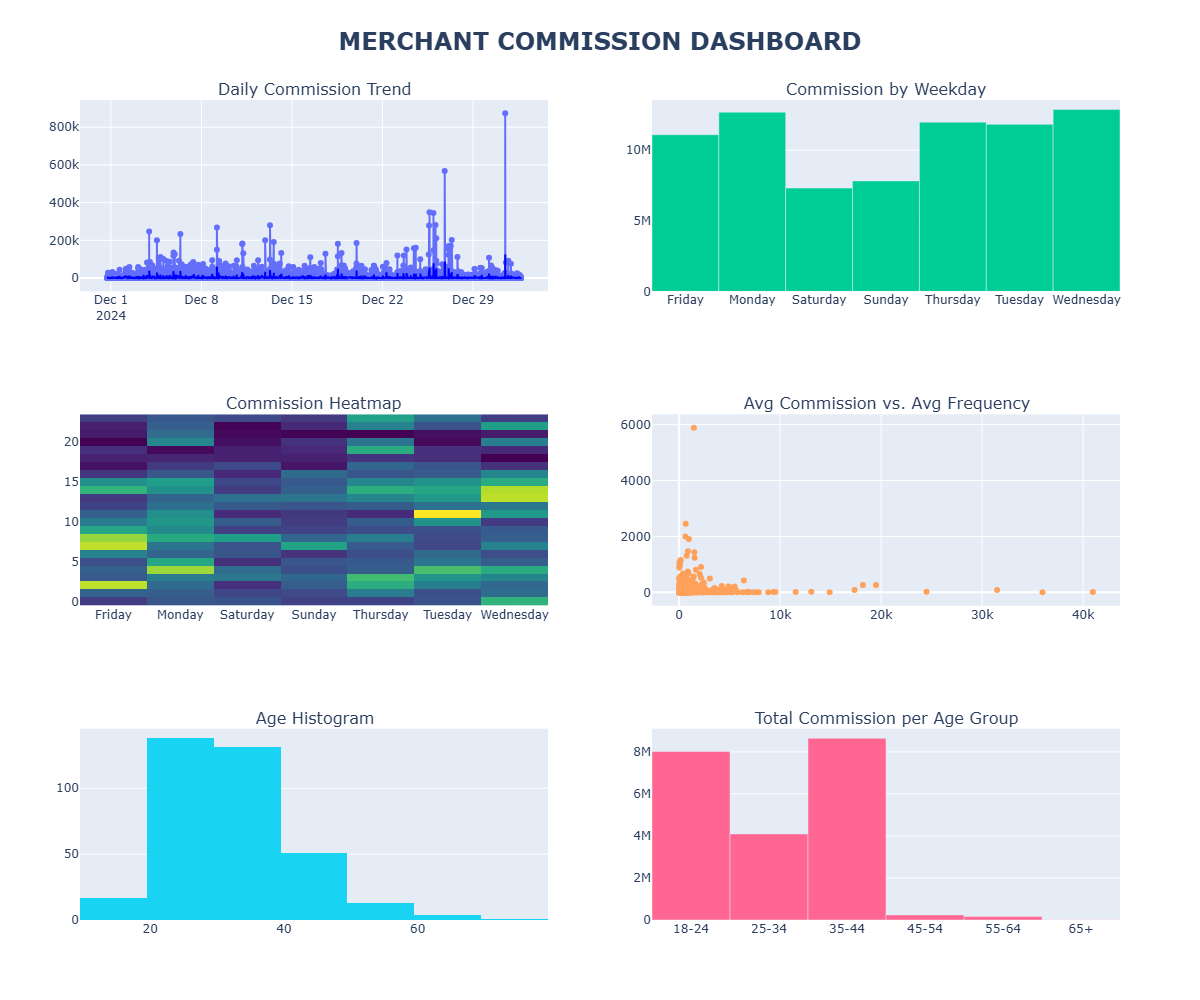 MERCHANT COMMISSION DASHBOARD
Daily Commission Trend
800k
600k
400k
200k
0
Dec 1
2024
Dec 8
Dec 15
Dec 22
Dec 29
Commission by Weekday
10M
5M
0
Friday
Monday
Saturday
Sunday
Thursday
Tuesday
Wednesday
Commission Heatmap
20
15
10
5
0
Friday
Monday
Saturday
Sunday
Thursday
Tuesday
Wednesday
Avg Commission vs. Avg Frequency
6000
4000
2000
0
0
10k
20k
30k
40k
Age Histogram
100
50
0
20
40
60
Total Commission per Age Group
8M
6M
4M
2M
0
18-24
25-34
35-44
45-54
55-64
65+